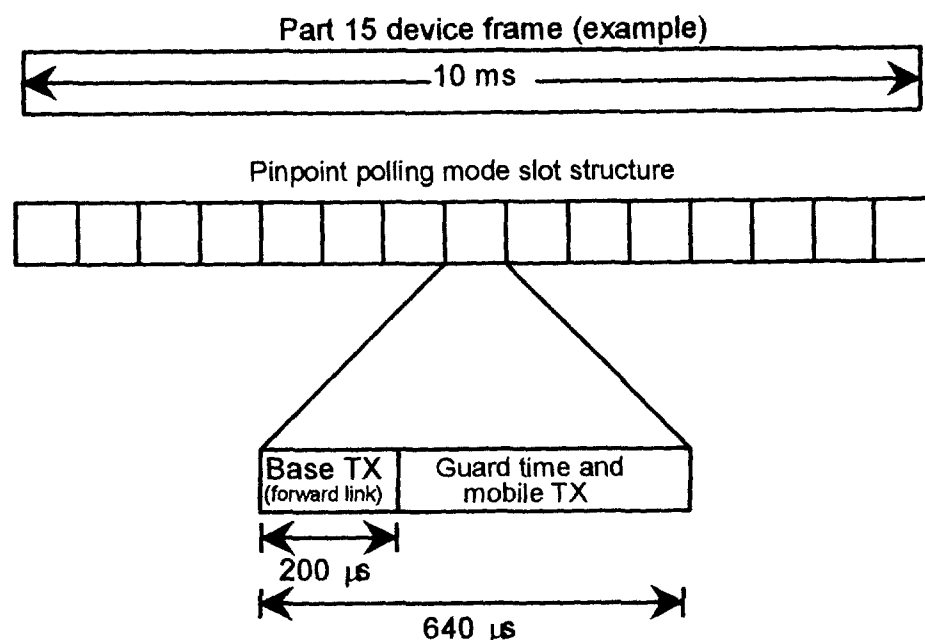 Part 15 device frame (example)
10 ms
Pinpoint polling mode slot structure
Base TX
(forward link)
Guard time and
mobile TX
200 µs
640 µs